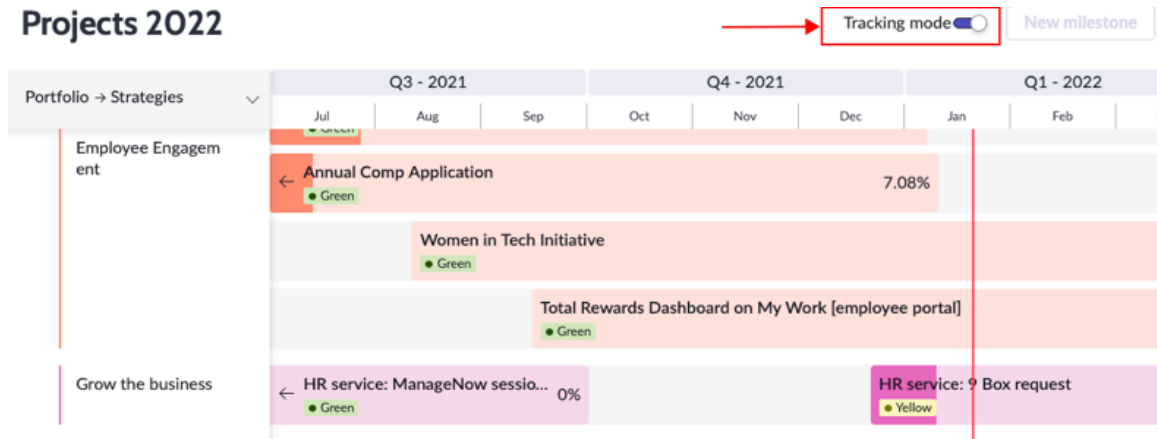 Projects 2022
Tracking mode
New milestone
Portfolio → Strategies
Q3 - 2021
Q4 - 2021
Q1 - 2022
Jul
Aug
Sep
Oct
Nov
Dec
Jan
Feb
Green
Employee Engagem
ent
← Annual Comp Application
7.08%
Green
Women in Tech Initiative
Green
Total Rewards Dashboard on My Work [employee portal]
Green
Grow the business
← HR service: ManageNow sessio...
0%
Green
HR service: 9 Box request
Yellow